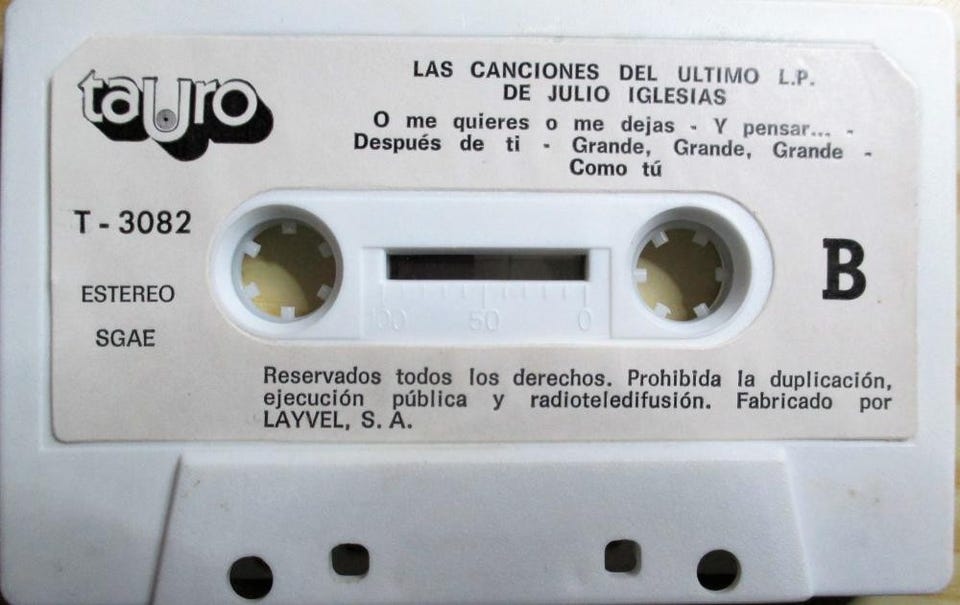 tauro
LAS CANCIONES DEL ULTIMO L.P.
DE JULIO IGLESIAS
O me quieres o me dejas - Y pensar... -
Después de ti - Grande, Grande, Grande -
Como tú
T - 3082
B
ESTEREO
100 50 0
SGAE
Reservados todos los derechos. Prohibida la duplicación,
ejecución pública y radioteledifusión. Fabricado por
LAYVEL, S. A.